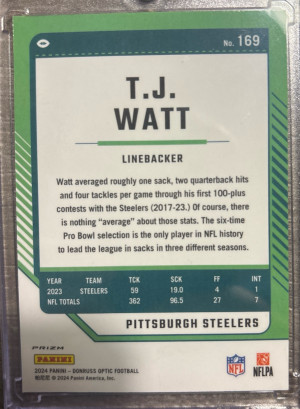 No. 169
T.J.
WATT
LINEBACKER
Watt averaged roughly one sack, two quarterback hits
and four tackles per game through his first 100-plus
contests with the Steelers (2017-23.) Of course, there
is nothing “average” about those stats. The six-time
Pro Bowl selection is the only player in NFL history
to lead the league in sacks in three different seasons.
YEAR TEAM TCK SCK FF INT
2023 STEELERS 59 19.0 4 1
NFL TOTALS 362 96.5 27 7
PITTSBURGH STEELERS
PRIZM
PANINI
2024 PANINI – DONRUSS OPTIC FOOTBALL
© 2024 Panini America, Inc.
NFL
NFLPA